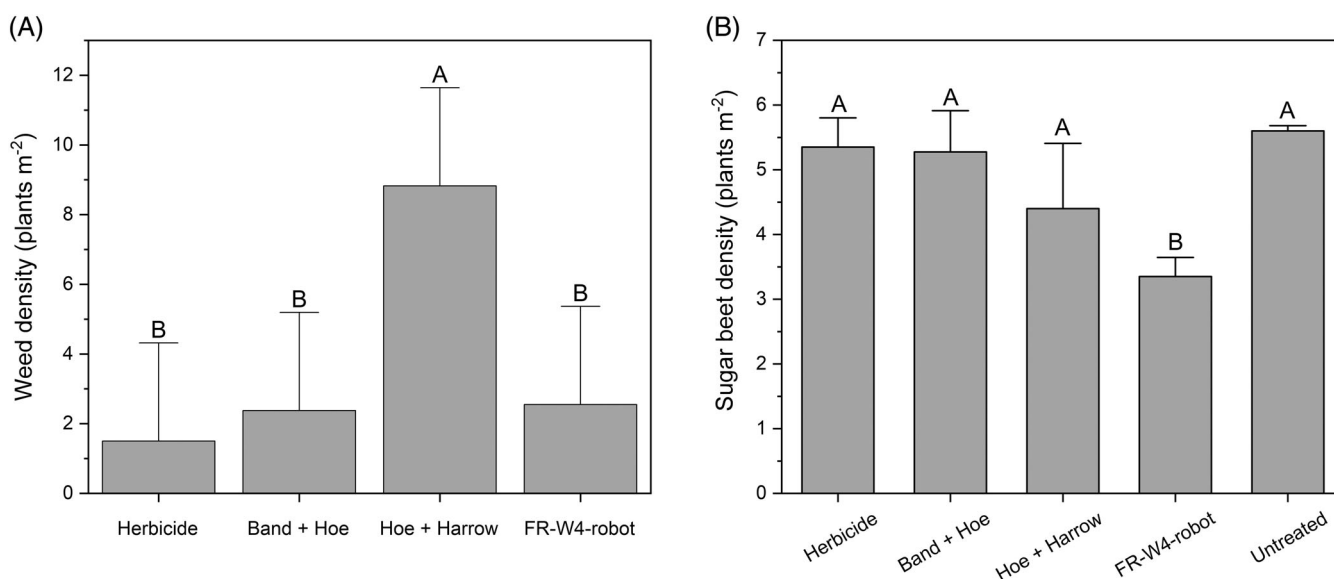 (A)
Weed density (plants m⁻²)
12
10
8
6
4
2
0
B
B
A
B
Herbicide
Band + Hoe
Hoe + Harrow
FR-W4-robot
(B)
Sugar beet density (plants m⁻²)
7
6
5
4
3
2
1
0
A
A
A
B
A
Herbicide
Band + Hoe
Hoe + Harrow
FR-W4-robot
Untreated